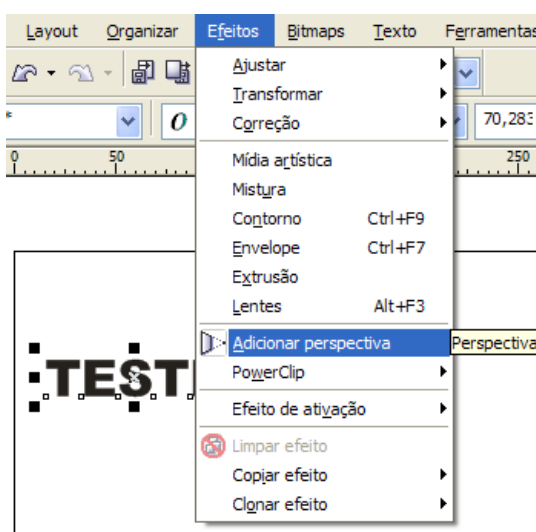 Layout Organizar Efeitos Bitmaps Texto Ferramentas
O 70,283
0 50 250
Ajustar
Transformar
Correção
Mídia artística
Mistura
Contorno Ctrl+F9
Envelope Ctrl+F7
Extrusão
Lentes Alt+F3
Adicionar perspectiva Perspectiva
PowerClip
TEST
Efeito de ativação
Limpar efeito
Copiar efeito
Clonar efeito